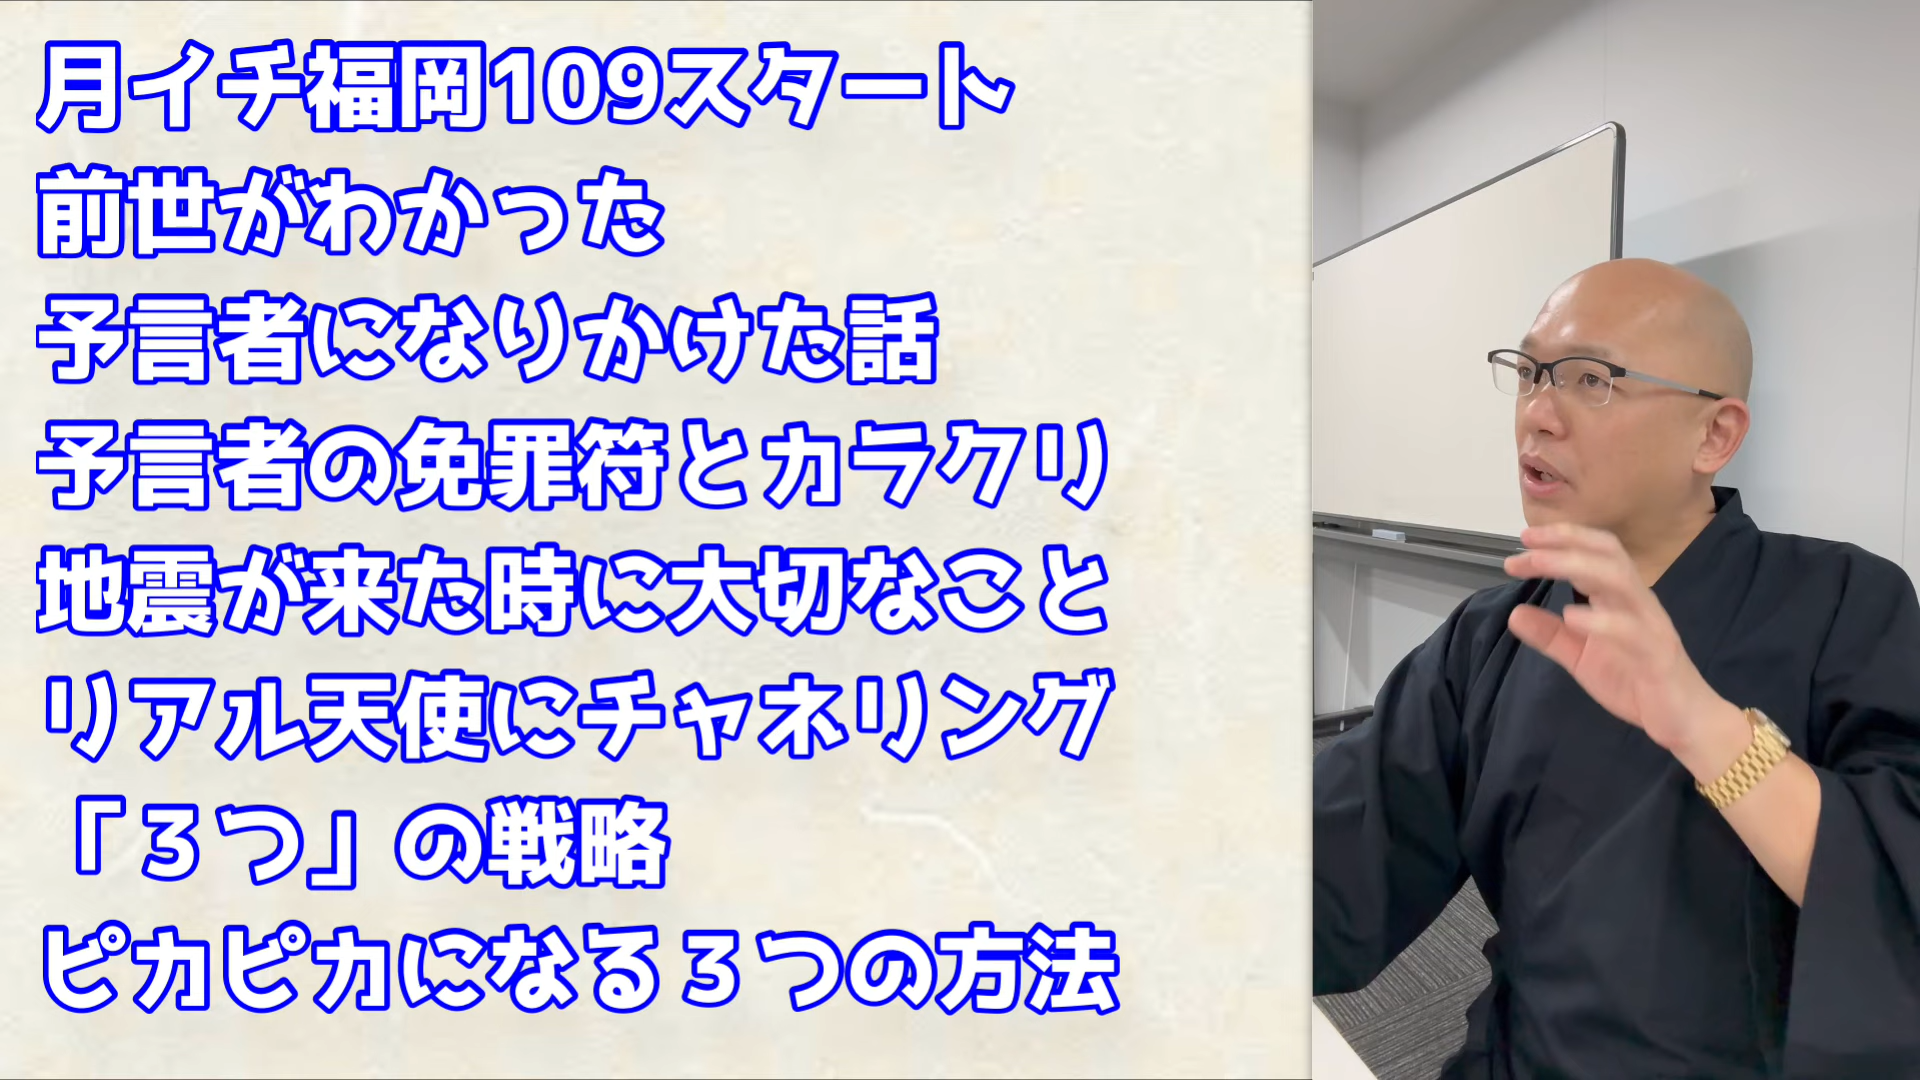 月イチ福岡109スタート
前世がわかった
予言者になりかけた話
予言者の免罪符とカラクリ
地震が来た時に大切なこと
リアル天使にチャネリング
「３つ」の戦略
ピカピカになる３つの方法